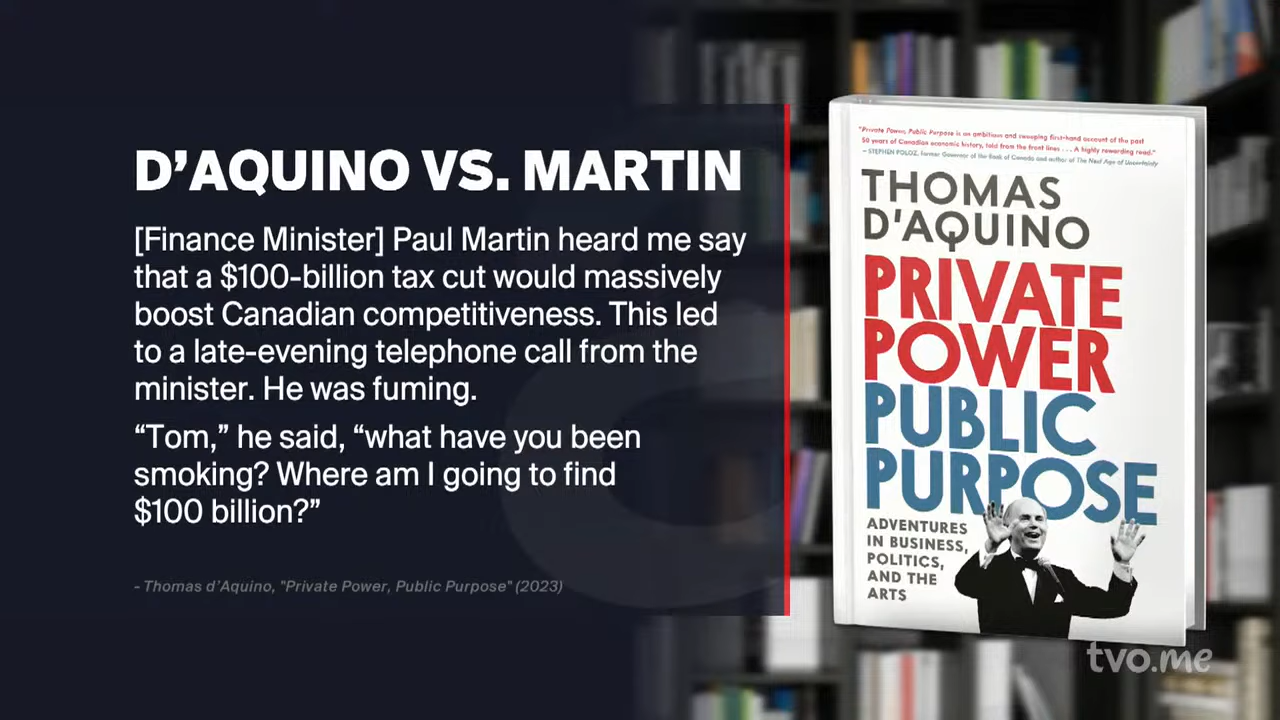 D'AQUINO VS. MARTIN
[Finance Minister] Paul Martin heard me say
that a $100-billion tax cut would massively
boost Canadian competitiveness. This led
to a late-evening telephone call from the
minister. He was fuming.
“Tom,” he said, “what have you been
smoking? Where am I going to find
$100 billion?”
– Thomas d'Aquino, "Private Power, Public Purpose" (2023)
"Private Power, Public Purpose is an ambitious and sweeping first-hand account of the past
50 years of Canadian economic history, told from the front lines . . . A highly rewarding read."
– STEPHEN POLOZ, former Governor of the Bank of Canada and author of The Next Age of Uncertainty
THOMAS
D'AQUINO
PRIVATE
POWER
PUBLIC
PURPOSE
ADVENTURES
IN BUSINESS,
POLITICS,
AND THE
ARTS
tvo.me